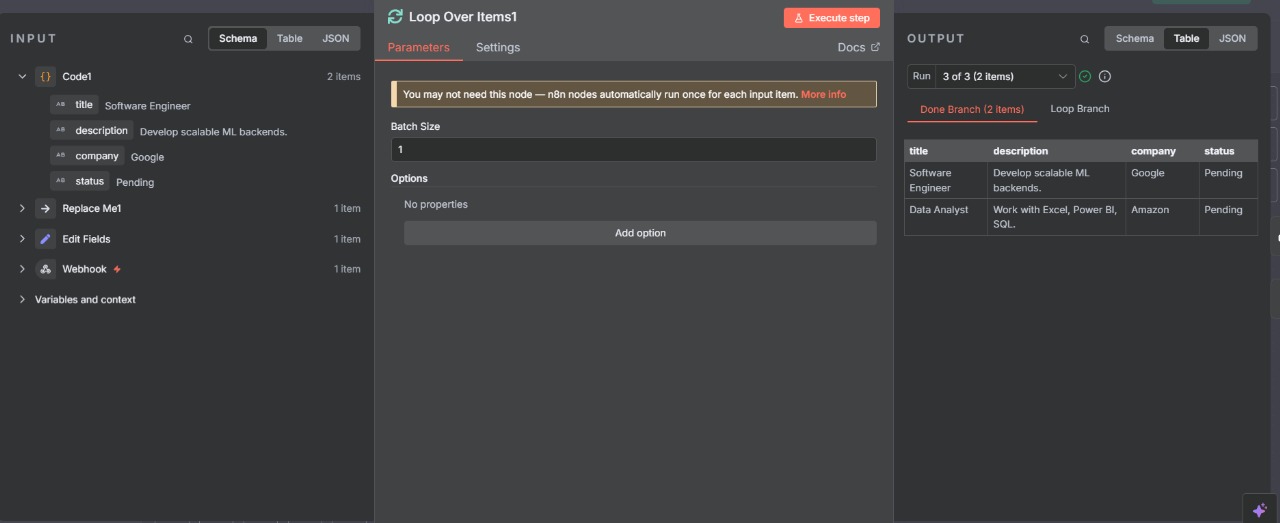 Loop Over Items1
Execute step
INPUT
Schema
Table
JSON
Parameters
Settings
Docs
OUTPUT
Schema
Table
JSON
{} Code1
2 items
AB title Software Engineer
AB description Develop scalable ML backends.
AB company Google
AB status Pending
Replace Me1
1 item
Edit Fields
1 item
Webhook
1 item
Variables and context
You may not need this node — n8n nodes automatically run once for each input item. More info
Batch Size
1
Options
No properties
Add option
Run
3 of 3 (2 items)
Done Branch (2 items)
Loop Branch
title description company status
Software Engineer
Develop scalable ML backends.
Google
Pending
Data Analyst
Work with Excel, Power BI, SQL.
Amazon
Pending